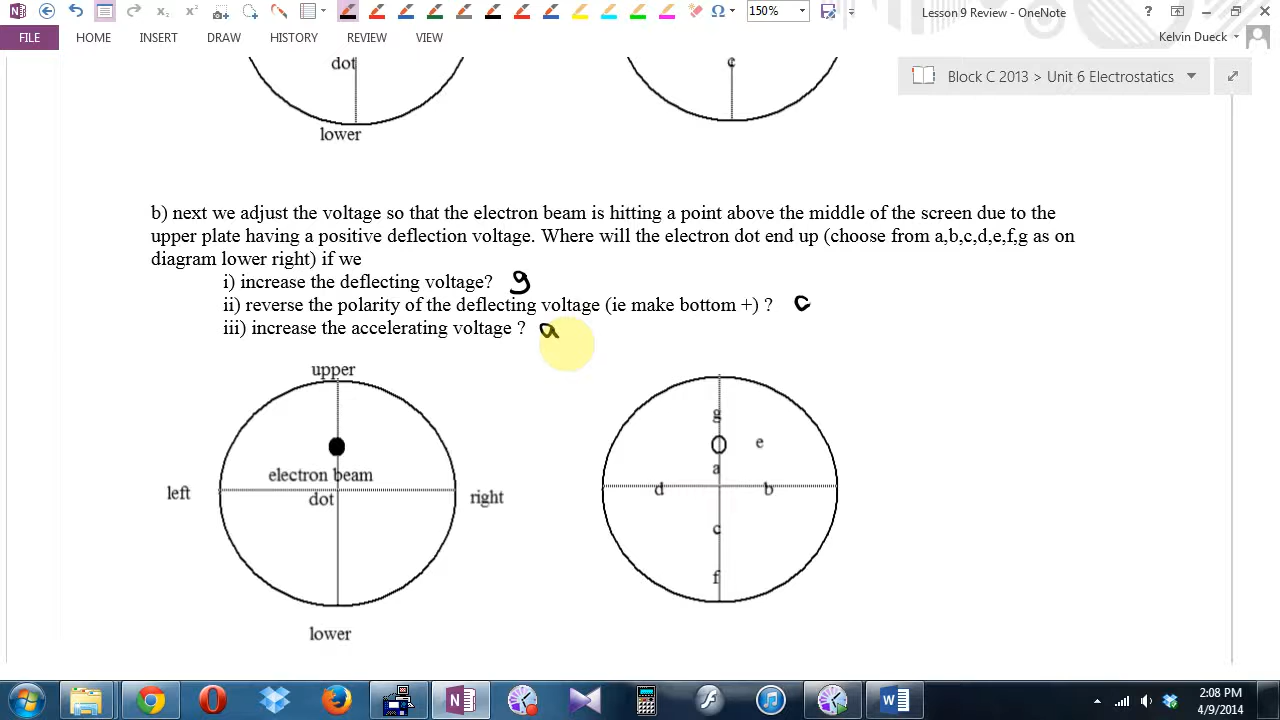 150%
Lesson 9 Review - OneNote
FILE
HOME
INSERT
DRAW
HISTORY
REVIEW
VIEW
Kelvin Dueck
Block C 2013 > Unit 6 Electrostatics
dot
c
lower
b) next we adjust the voltage so that the electron beam is hitting a point above the middle of the screen due to the
upper plate having a positive deflection voltage. Where will the electron dot end up (choose from a,b,c,d,e,f,g as on
diagram lower right) if we
i) increase the deflecting voltage? g
ii) reverse the polarity of the deflecting voltage (ie make bottom +) ? c
iii) increase the accelerating voltage ? a
upper
g
e
electron beam
a
left
dot
right
d
b
c
f
lower
2:08 PM
4/9/2014